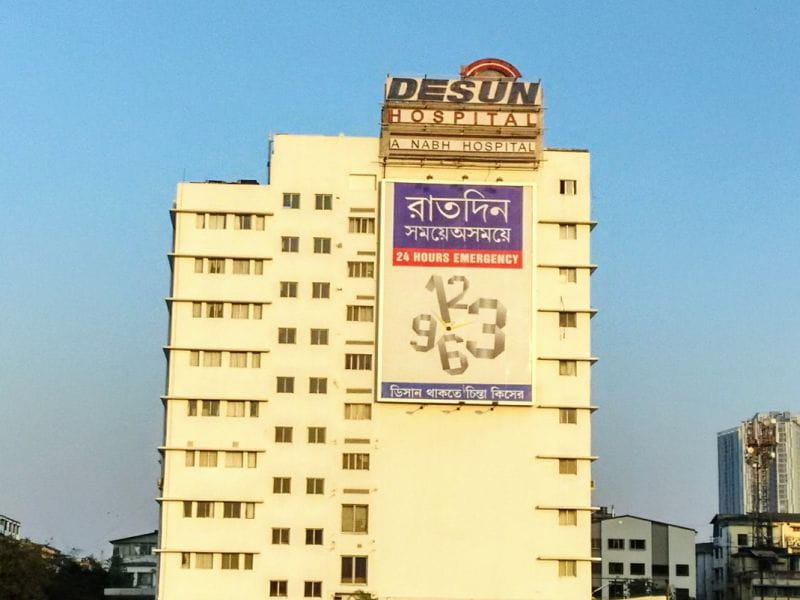 DESUN
HOSPITAL
A NABH HOSPITAL
রাতদিন
সময়েঅসময়ে
24 HOURS EMERGENCY
12
9 3
6
ডিসান থাকতে চিন্তা কিসের